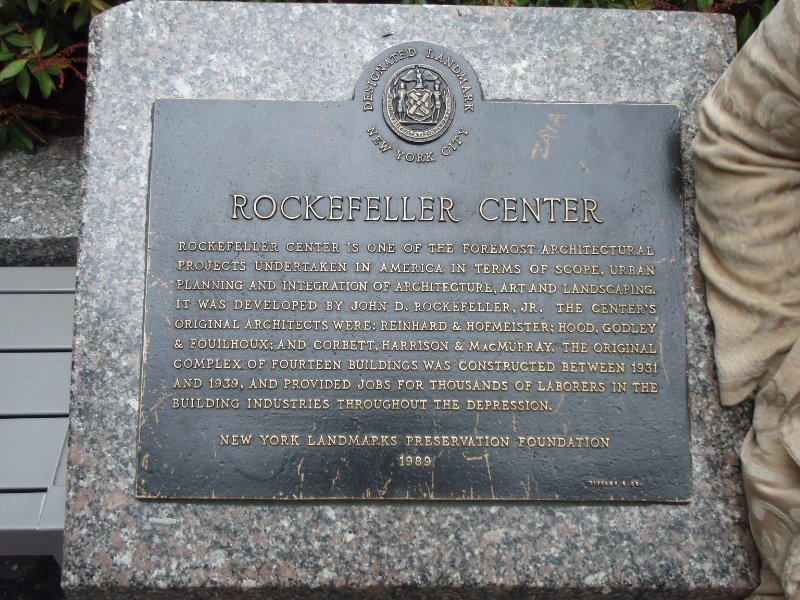 DESIGNATED LANDMARK
NEW YORK CITY
ZAIA
ROCKEFELLER CENTER
ROCKEFELLER CENTER IS ONE OF THE FOREMOST ARCHITECTURAL
PROJECTS UNDERTAKEN IN AMERICA IN TERMS OF SCOPE, URBAN
PLANNING AND INTEGRATION OF ARCHITECTURE, ART AND LANDSCAPING.
IT WAS DEVELOPED BY JOHN D. ROCKEFELLER, JR. THE CENTER'S
ORIGINAL ARCHITECTS WERE: REINHARD & HOFMEISTER; HOOD, GODLEY
& FOUILHOUX; AND CORBETT, HARRISON & MACMURRAY. THE ORIGINAL
COMPLEX OF FOURTEEN BUILDINGS WAS CONSTRUCTED BETWEEN 1931
AND 1939, AND PROVIDED JOBS FOR THOUSANDS OF LABORERS IN THE
BUILDING INDUSTRIES THROUGHOUT THE DEPRESSION.
NEW YORK LANDMARKS PRESERVATION FOUNDATION
1989
TIFFANY & CO.